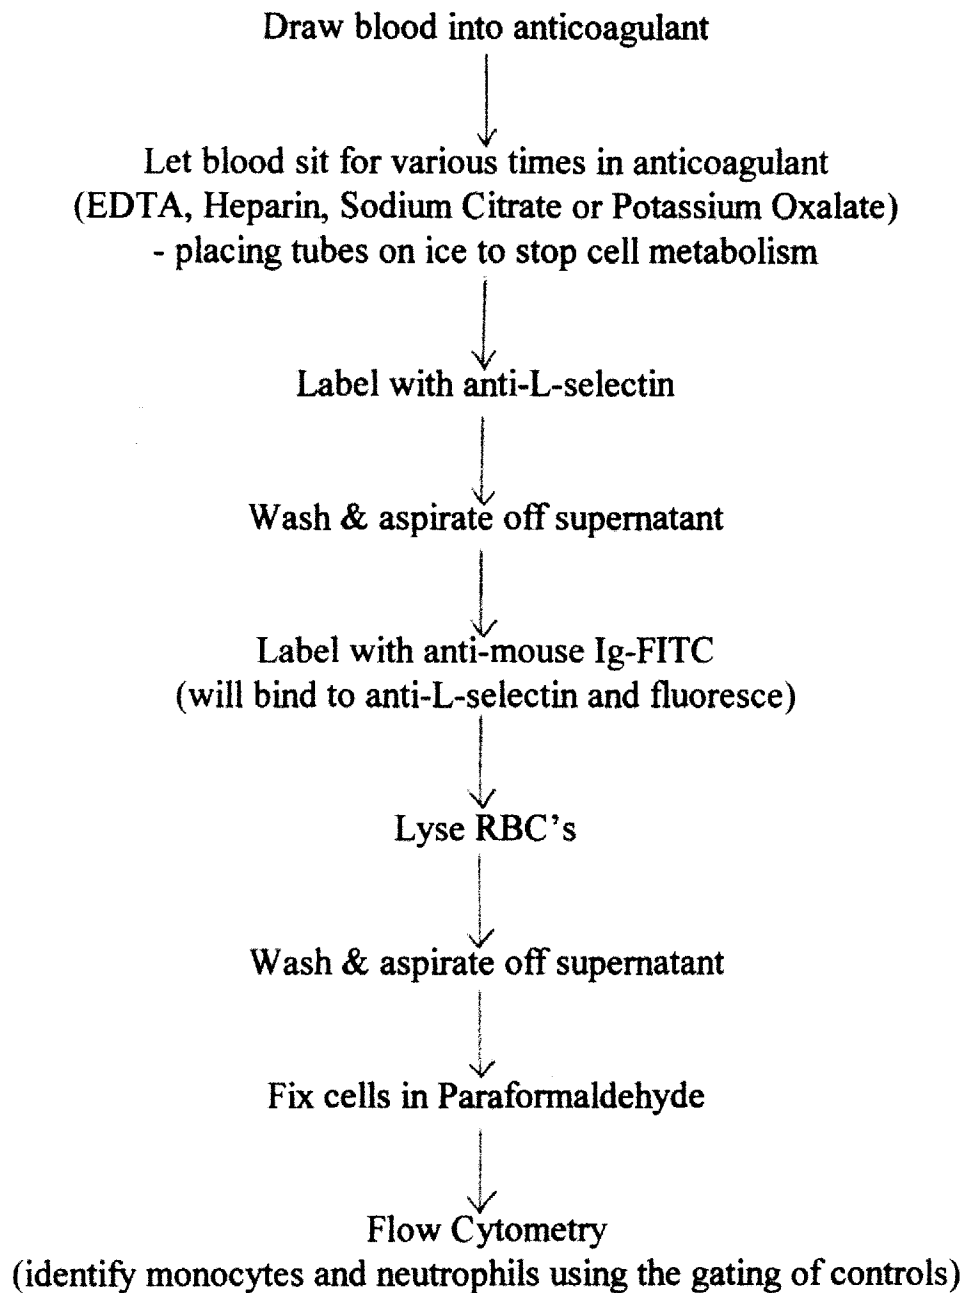 Draw blood into anticoagulant
Let blood sit for various times in anticoagulant
(EDTA, Heparin, Sodium Citrate or Potassium Oxalate)
- placing tubes on ice to stop cell metabolism
Label with anti-L-selectin
Wash & aspirate off supernatant
Label with anti-mouse Ig-FITC
(will bind to anti-L-selectin and fluoresce)
Lyse RBC's
Wash & aspirate off supernatant
Fix cells in Paraformaldehyde
Flow Cytometry
(identify monocytes and neutrophils using the gating of controls)